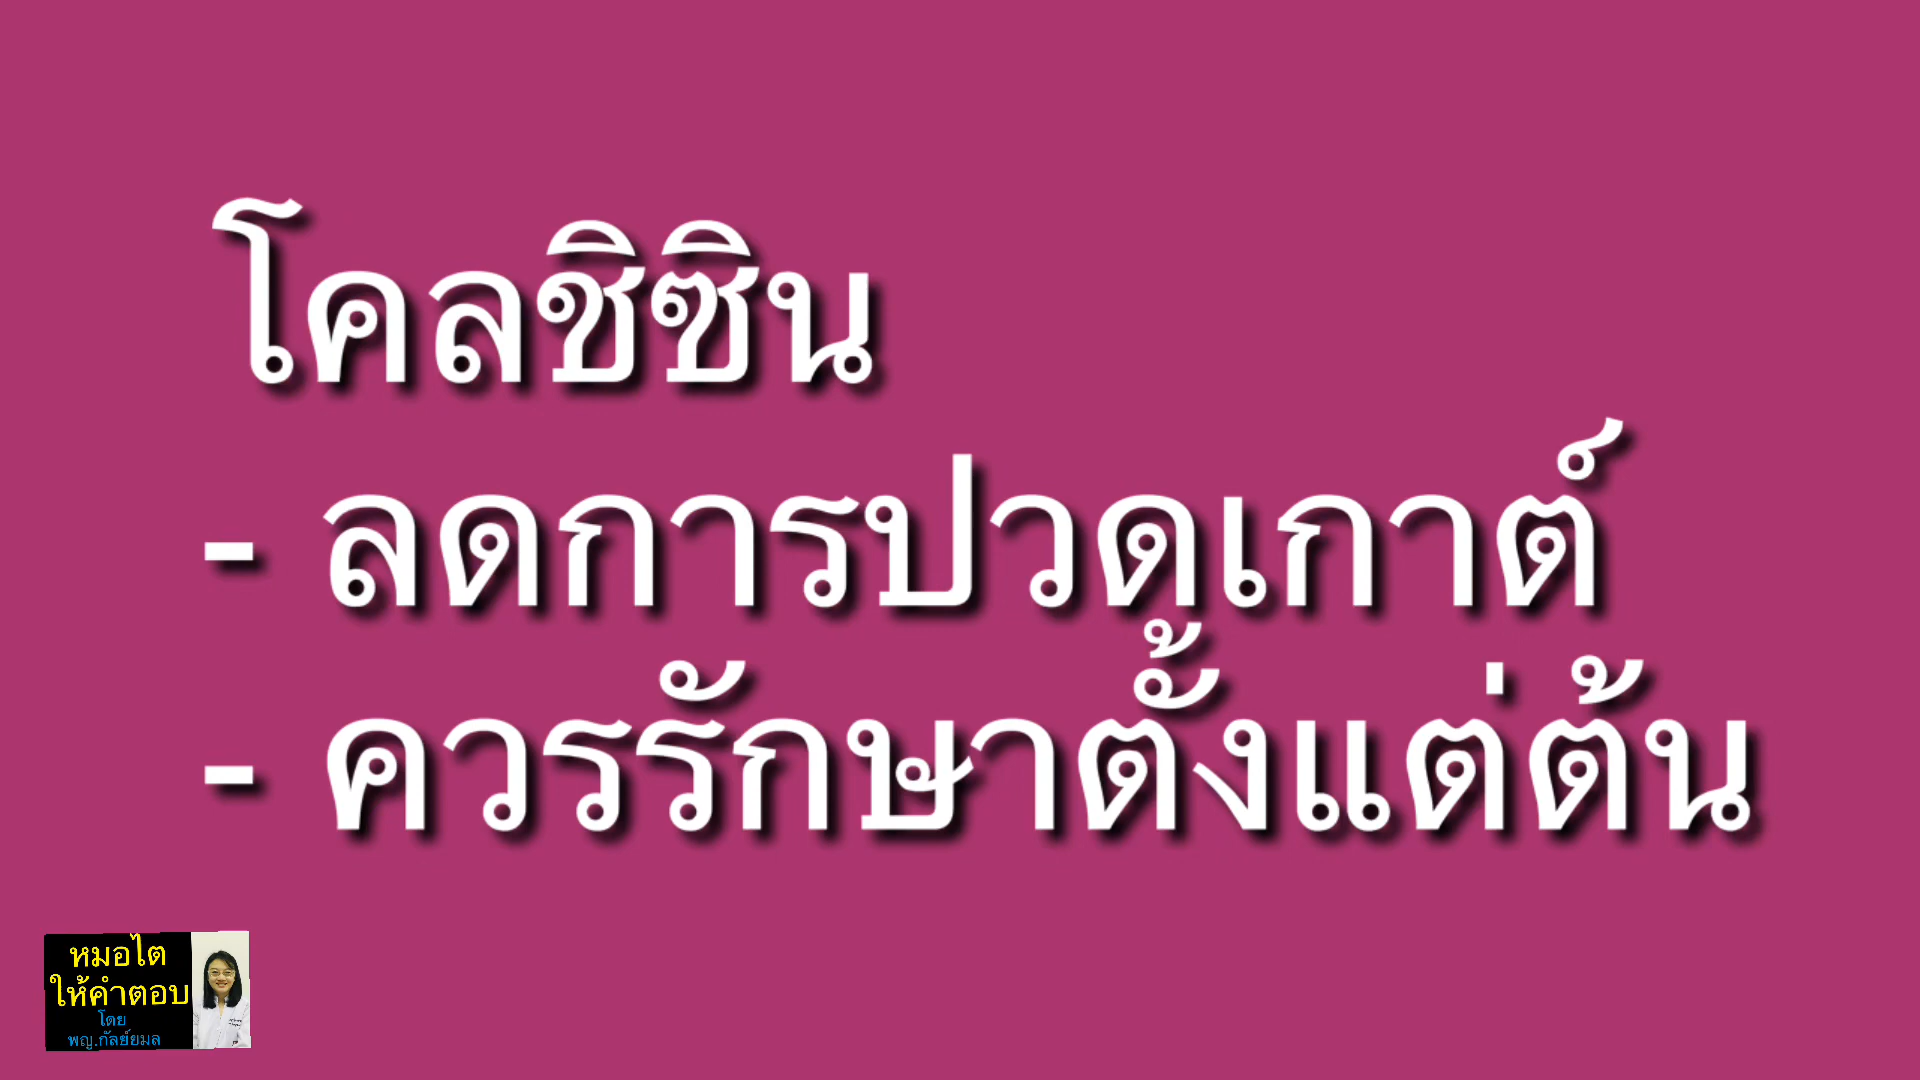 โคลชิซิน
- ลดการปวดเกาต์
- ควรรักษาตั้งแต่ต้น
หมอไต
ให้คำตอบ
โดย
พญ.กัลย์ยมล